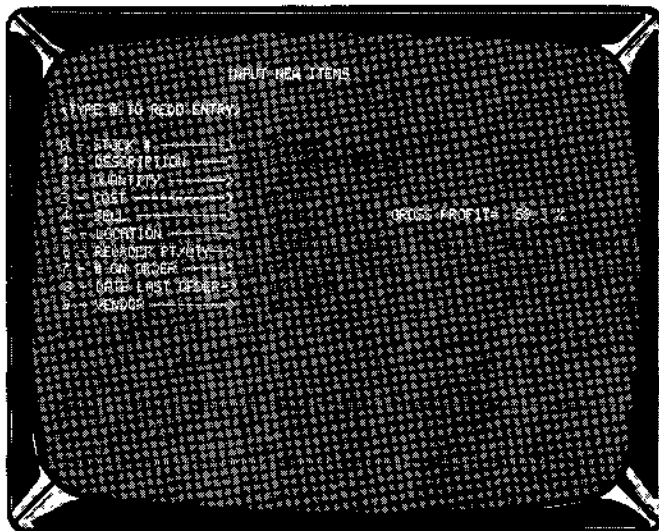 INPUT NEW ITEMS
<TYPE @ TO REDO ENTRY>
0 - STOCK # --------->
1 - DESCRIPTION ----->
2 - QUANTITY -------->
3 - COST ------------>
4 - SELL ------------> GROSS PROFIT=
5 - LOCATION -------->
6 - REORDER PT/QTY--->
7 - # ON ORDER ------>
8 - DATE LAST ORDER->
9 - VENDOR ---------->